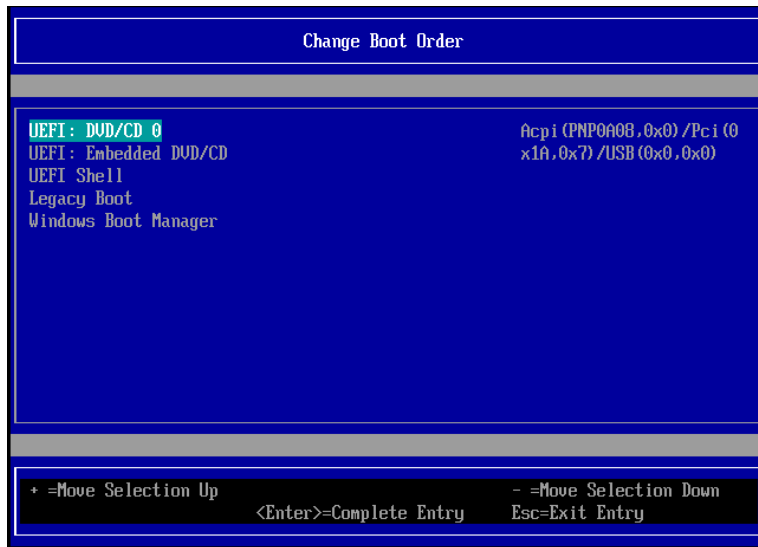 Change Boot Order
UEFI: DVD/CD 0
UEFI: Embedded DVD/CD
UEFI Shell
Legacy Boot
Windows Boot Manager
Acpi(PNP0A08,0x0)/Pci(0
x1A,0x7)/USB(0x0,0x0)
+ =Move Selection Up
- =Move Selection Down
<Enter>=Complete Entry
Esc=Exit Entry